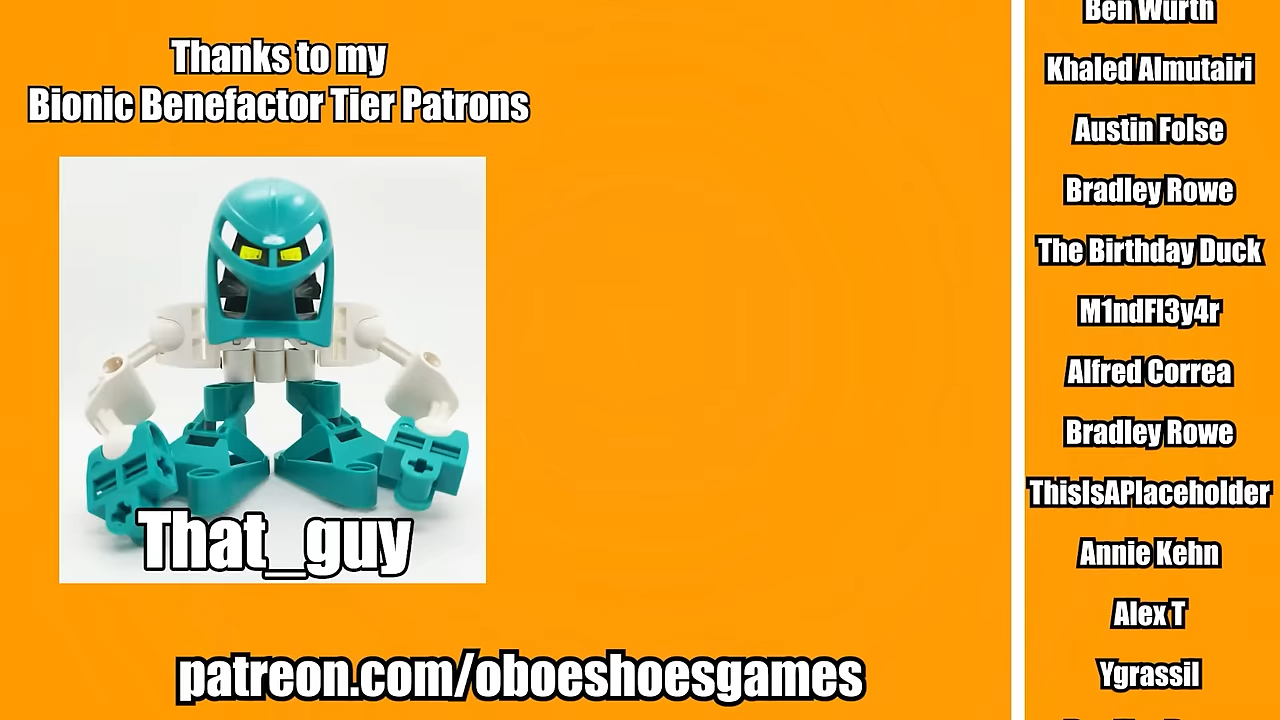 Thanks to my
Bionic Benefactor Tier Patrons
That_guy
patreon.com/oboeshoesgames
Ben Wurth
Khaled Almutairi
Austin Folse
Bradley Rowe
The Birthday Duck
M1ndFl3y4r
Alfred Correa
Bradley Rowe
ThisIsAPlaceholder
Annie Kehn
Alex T
Ygrassil